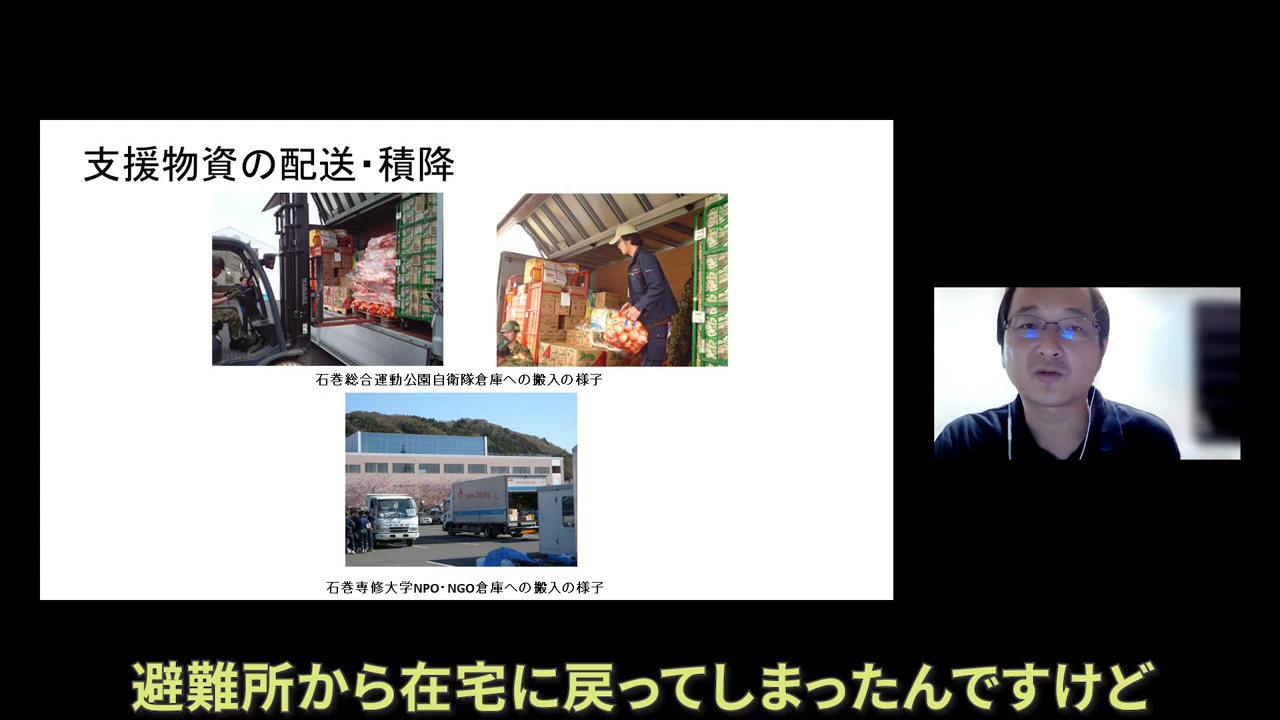 支援物資の配送・積降
TOYOTA
石巻総合運動公園自衛隊倉庫への搬入の様子
石巻専修大学NPO・NGO倉庫への搬入の様子
避難所から在宅に戻ってしまったんですけど